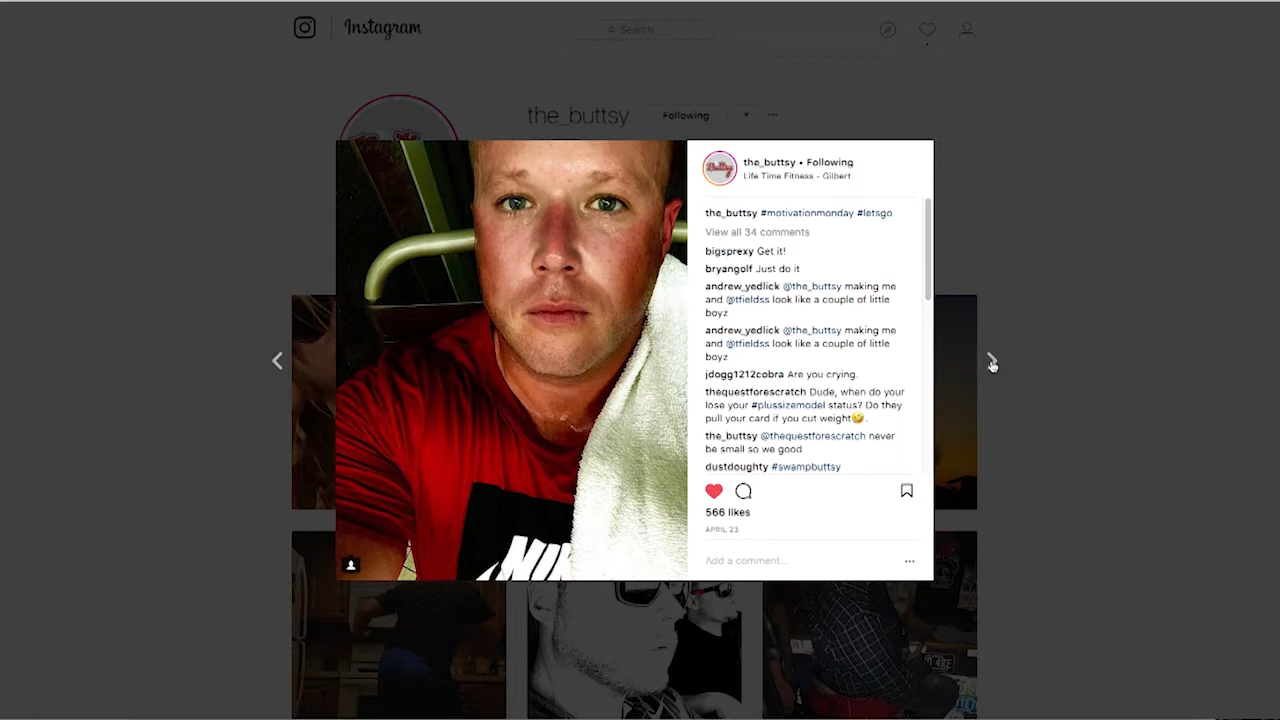 Instagram
Search
the_buttsy Following
the_buttsy • Following
Life Time Fitness - Gilbert
the_buttsy #motivationmonday #letsgo
View all 34 comments
bigsprexy Get it!
bryangolf Just do it
andrew_yedlick @the_buttsy making me
and @tfieldss look like a couple of little
boyz
andrew_yedlick @the_buttsy making me
and @tfieldss look like a couple of little
boyz
jdogg1212cobra Are you crying.
thequestforescratch Dude, when do your
lose your #plussizemodel status? Do they
pull your card if you cut weight🤣.
the_buttsy @thequestforescratch never
be small so we good
dustdoughty #swampbuttsy
566 likes
APRIL 23
Add a comment...